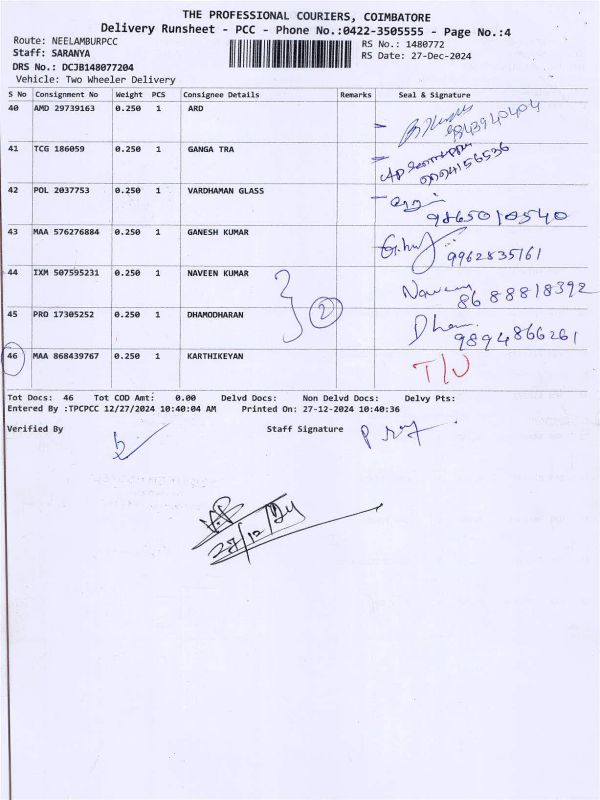 THE PROFESSIONAL COURIERS, COIMBATORE
Delivery Runsheet - PCC - Phone No.:0422-3505555 - Page No.:4
Route: NEELAMBURPCC RS No.: 1480772
Staff: SARANYA RS Date: 27-Dec-2024
DRS No.: DCJB148077204
Vehicle: Two Wheeler Delivery
S No Consignment No Weight PCS Consignee Details Remarks Seal & Signature
40 AMD 29739163 0.250 1 ARD
41 TCG 186059 0.250 1 GANGA TRA
42 POL 2037753 0.250 1 VARDHAMAN GLASS
9865010540
43 MAA 576276884 0.250 1 GANESH KUMAR
9962835161
44 IXM 507595231 0.250 1 NAVEEN KUMAR Naveen
8688818392
2
45 PRO 17305252 0.250 1 DHAMODHARAN Dham
9894866261
46 MAA 868439767 0.250 1 KARTHIKEYAN T/U
Tot Docs: 46 Tot COD Amt: 0.00 Delvd Docs: Non Delvd Docs: Delvy Pts:
Entered By :TPCPCC 12/27/2024 10:40:04 AM Printed On: 27-12-2024 10:40:36
Verified By Staff Signature